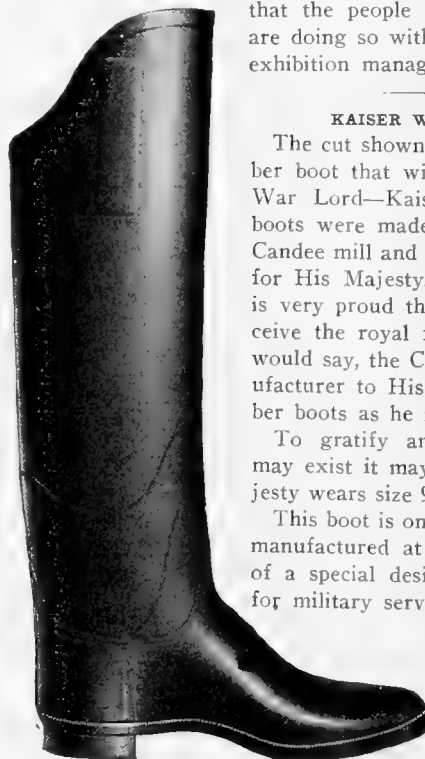 that the people
are doing so with
exhibition manag
KAISER W
The cut shown
ber boot that wi
War Lord—Kais
boots were made
Candee mill and
for His Majesty
is very proud th
ceive the royal
would say, the C
ufacturer to His
ber boots as he
To gratify an
may exist it may
jesty wears size 9
This boot is on
manufactured at
of a special desi
for military serv